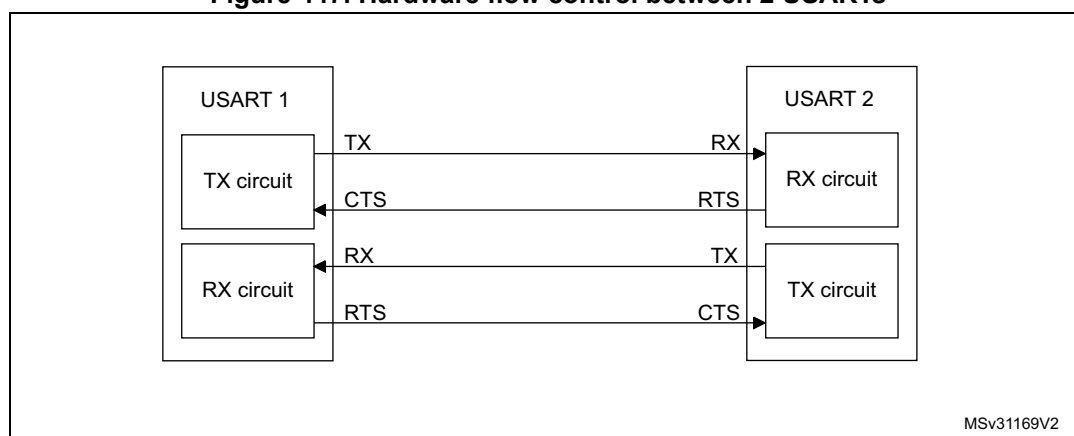 USART 1
USART 2
TX circuit
TX
RX
RX circuit
CTS
RTS
RX circuit
RX
TX
TX circuit
RTS
CTS
MSv31169V2